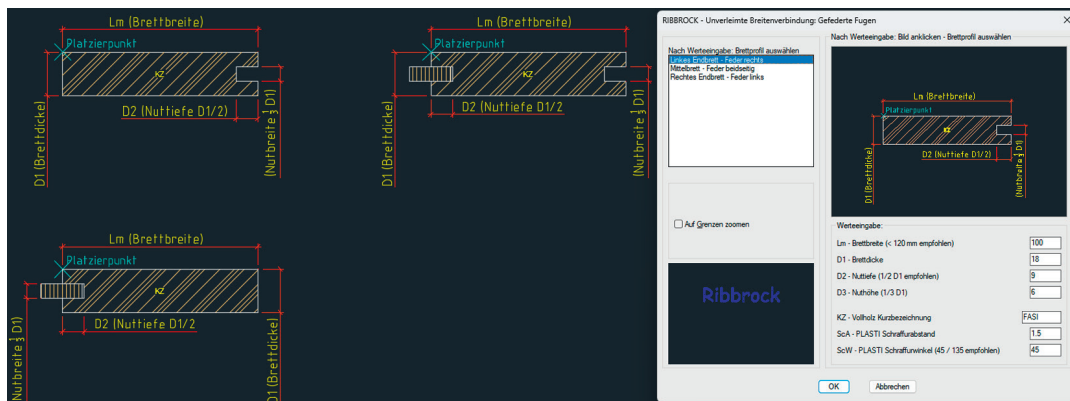 Lm (Brettbreite)
Platzierpunkt
KZ
D2 (Nuttiefe D1/2)
D1 (Brettdicke)
(Nutbreite 1/3 D1)
Lm (Brettbreite)
Platzierpunkt
KZ
D2 (Nuttiefe D1/2
D1 (Brettdicke)
(Nutbreite 1/3 D1)
Lm (Brettbreite)
Platzierpunkt
KZ
D2 (Nuttiefe D1/2
Nutbreite 1/3 D1)
D1 (Brettdicke)
RIBBROCK - Unverleimte Breitenverbindung: Gefederte Fugen
Nach Werteeingabe: Brettprofil auswählen
Linkes Endbrett - Feder rechts
Mittelbrett - Feder beidseitig
Rechtes Endbrett - Feder links
Auf Grenzen zoomen
Ribbrock
Nach Werteeingabe: Bild anklicken - Brettprofil auswählen
Lm (Brettbreite)
Platzierpunkt
KZ
D2 (Nuttiefe D1/2)
D1 (Brettdicke)
(Nutbreite 1/3 D1)
Werteeingabe:
Lm - Brettbreite (< 120 mm empfohlen) 100
D1 - Brettdicke 18
D2 - Nuttiefe (1/2 D1 empfohlen) 9
D3 - Nuthöhe (1/3 D1) 6
KZ - Vollholz Kurzbezeichnung FASI
ScA - PLASTI Schraffurabstand 1.5
ScW - PLASTI Schraffurwinkel (45 / 135 empfohlen) 45
OK Abbrechen